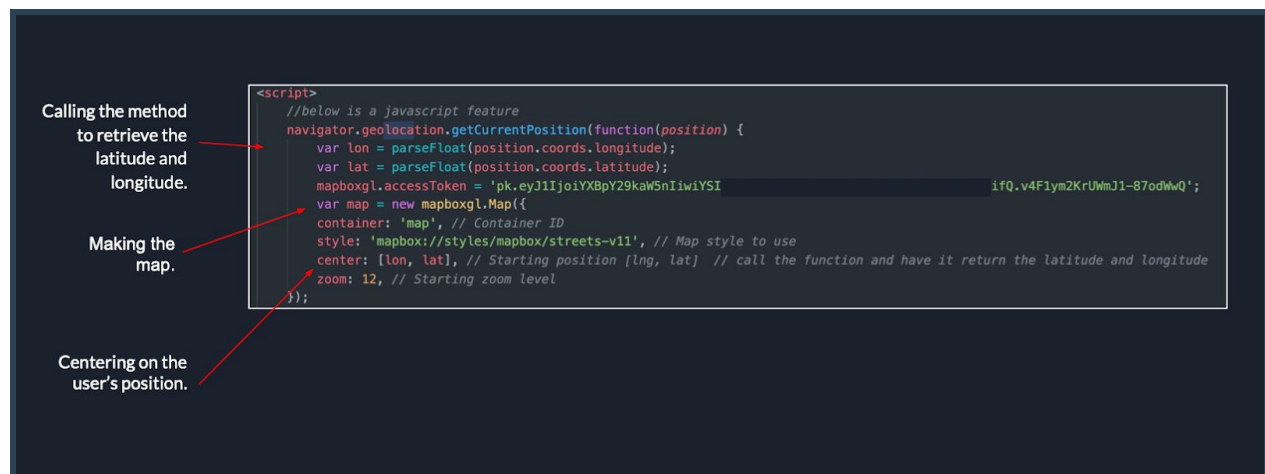 Calling the method
to retrieve the
latitude and
longitude.
Making the
map.
Centering on the
user's position.
<script>
//below is a javascript feature
navigator.geolocation.getCurrentPosition(function(position) {
var lon = parseFloat(position.coords.longitude);
var lat = parseFloat(position.coords.latitude);
mapboxgl.accessToken = 'pk.eyJ1IjoiYXBpY29kaW5nIiwiYSI ifQ.v4F1ym2KrUWmJ1-87odWwQ';
var map = new mapboxgl.Map({
container: 'map', // Container ID
style: 'mapbox://styles/mapbox/streets-v11', // Map style to use
center: [lon, lat], // Starting position [lng, lat] // call the function and have it return the latitude and longitude
zoom: 12, // Starting zoom level
});